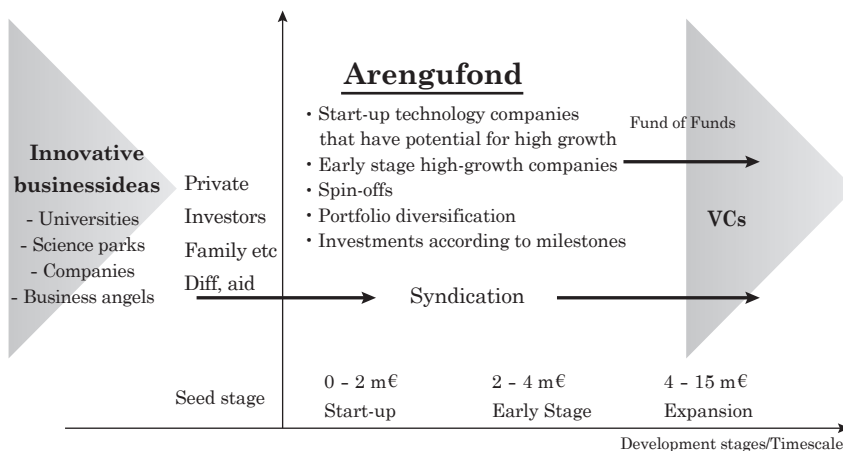 Innovative
businessideas
- Universities
- Science parks
- Companies
- Business angels
Private
Investors
Family etc
Diff, aid
Arengufond
• Start-up technology companies
that have potential for high growth
• Early stage high-growth companies
• Spin-offs
• Portfolio diversification
• Investments according to milestones
Fund of Funds
VCs
Syndication
Seed stage
0 - 2 m€
Start-up
2 - 4 m€
Early Stage
4 - 15 m€
Expansion
Development stages/Timescale